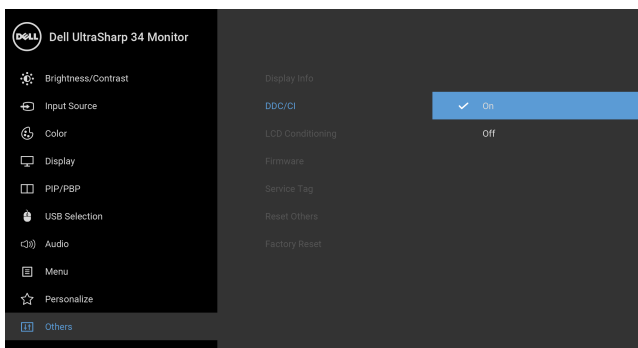 DELL Dell UltraSharp 34 Monitor
Brightness/Contrast Display Info
Input Source DDC/CI On
Color LCD Conditioning Off
Display Firmware
PIP/PBP Service Tag
USB Selection Reset Others
Audio Factory Reset
Menu
Personalize
Others